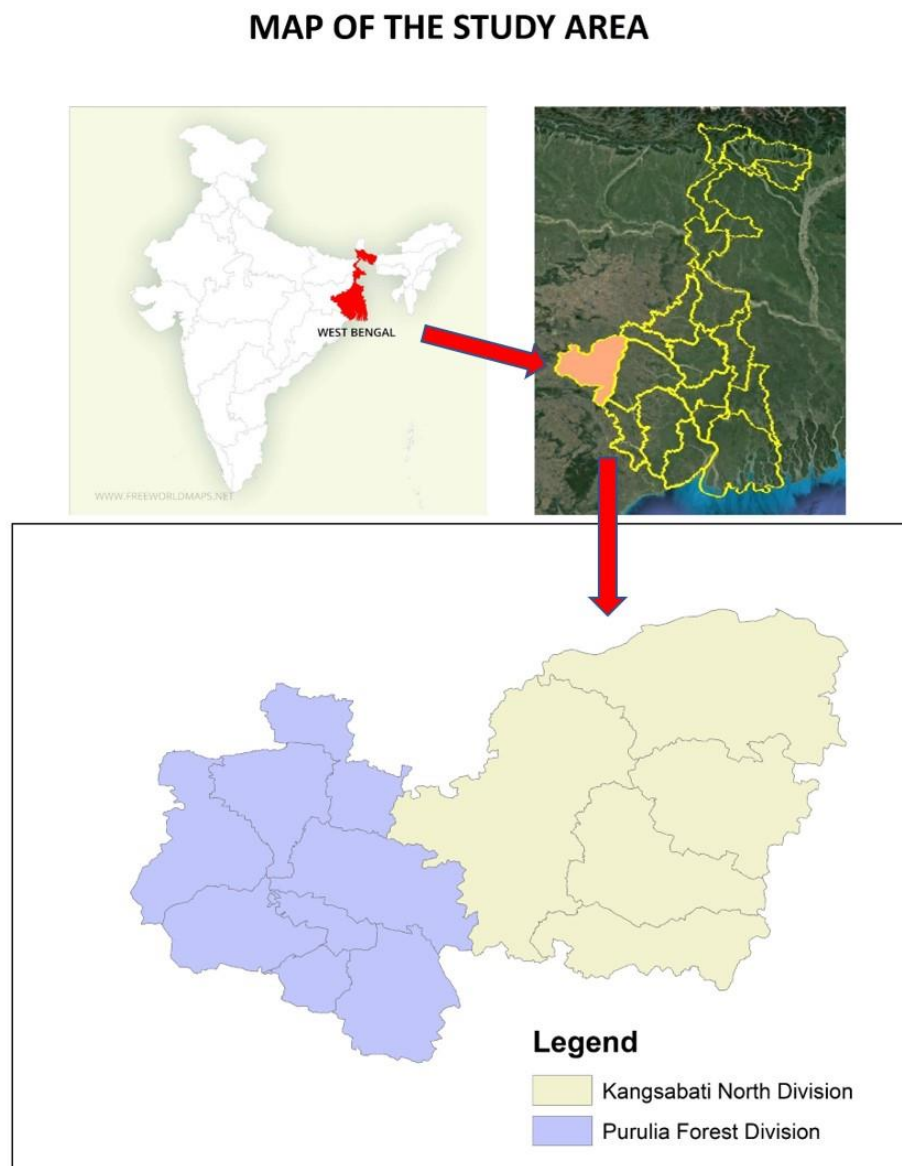 MAP OF THE STUDY AREA
WEST BENGAL
WWW.FREEWORLDMAPS.NET
Legend
Kangsabati North Division
Purulia Forest Division